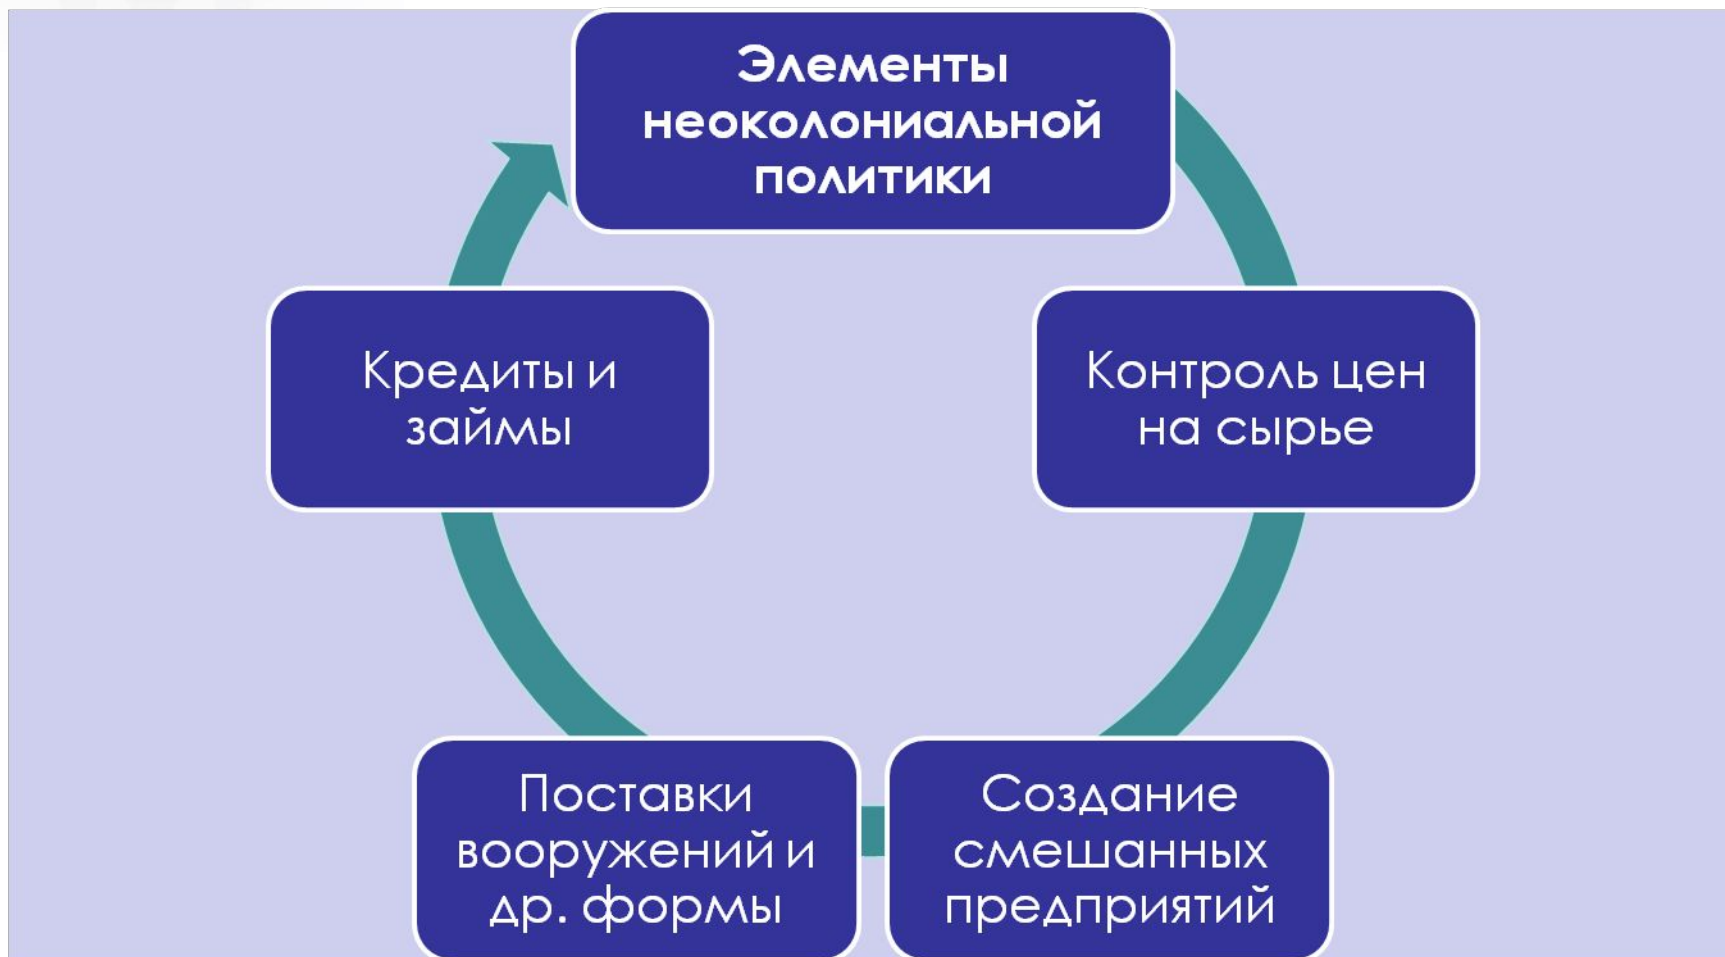 Элементы
неоколониальной
политики
Контроль цен
на сырье
Создание
смешанных
предприятий
Поставки
вооружений и
др. формы
Кредиты и
займы